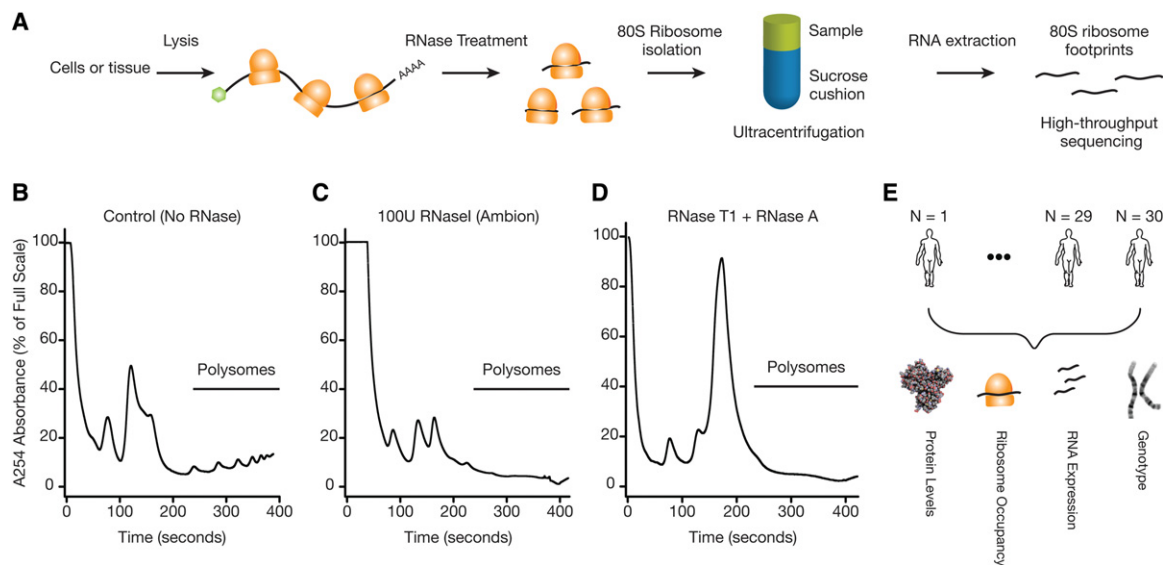 A
Cells or tissue
Lysis
AAAA
RNase Treatment
80S Ribosome
isolation
Sample
Sucrose
cushion
Ultracentrifugation
RNA extraction
80S ribosome
footprints
High-throughput
sequencing
B
Control (No RNase)
A254 Absorbance (% of Full Scale)
100
80
60
40
20
0
Polysomes
0 100 200 300 400
Time (seconds)
C
100U RNaseI (Ambion)
100
80
60
40
20
0
Polysomes
0 100 200 300 400
Time (seconds)
D
RNase T1 + RNase A
100
80
60
40
20
0
Polysomes
0 100 200 300 400
Time (seconds)
E
N = 1
N = 29
N = 30
Protein Levels
Ribosome Occupancy
RNA Expression
Genotype